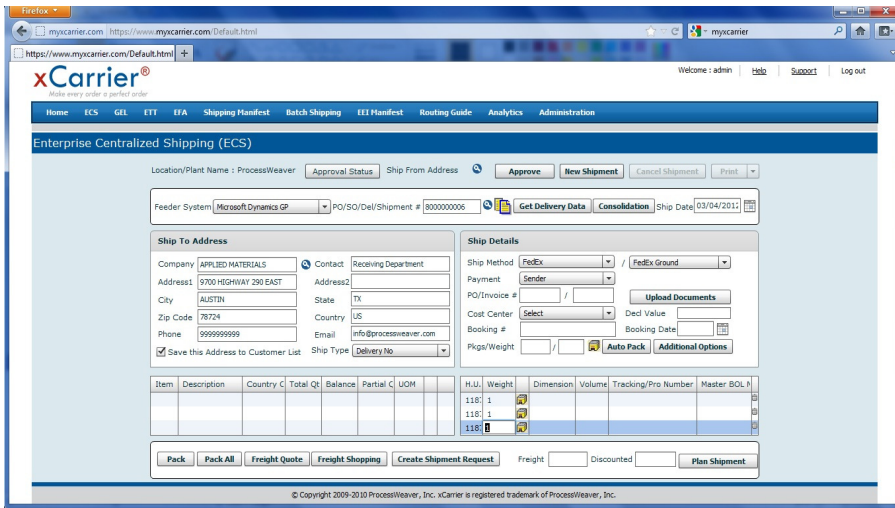 Firefox
myxcarrier.com https://www.myxcarrier.com/Default.html myxcarrier
https://www.myxcarrier.com/Default.html +
xCarrier®
Make every order a perfect order
Welcome : admin Help Support Log out
Home ECS GEL ETT EFA Shipping Manifest Batch Shipping EEI Manifest Routing Guide Analytics Administration
Enterprise Centralized Shipping (ECS)
Location/Plant Name : ProcessWeaver Approval Status Ship From Address Approve New Shipment Cancel Shipment Print
Feeder System Microsoft Dynamics GP PO/SO/Del/Shipment # 8000000006 Get Delivery Data Consolidation Ship Date 03/04/2012
Ship To Address
Company APPLIED MATERIALS Contact Receiving Department
Address1 9700 HIGHWAY 290 EAST Address2
City AUSTIN State TX
Zip Code 78724 Country US
Phone 9999999999 Email info@processweaver.com
Save this Address to Customer List Ship Type Delivery No
Ship Details
Ship Method FedEx / FedEx Ground
Payment Sender
PO/Invoice # / Upload Documents
Cost Center Select Decl Value
Booking # Booking Date
Pkgs/Weight / Auto Pack Additional Options
Item Description Country C Total Qt Balance Partial Q UOM
H.U. Weight Dimension Volume Tracking/Pro Number Master BOL N
1187 1
1187 1
1187 1
Pack Pack All Freight Quote Freight Shopping Create Shipment Request Freight Discounted Plan Shipment
© Copyright 2009-2010 ProcessWeaver, Inc. xCarrier is registered trademark of ProcessWeaver, Inc.